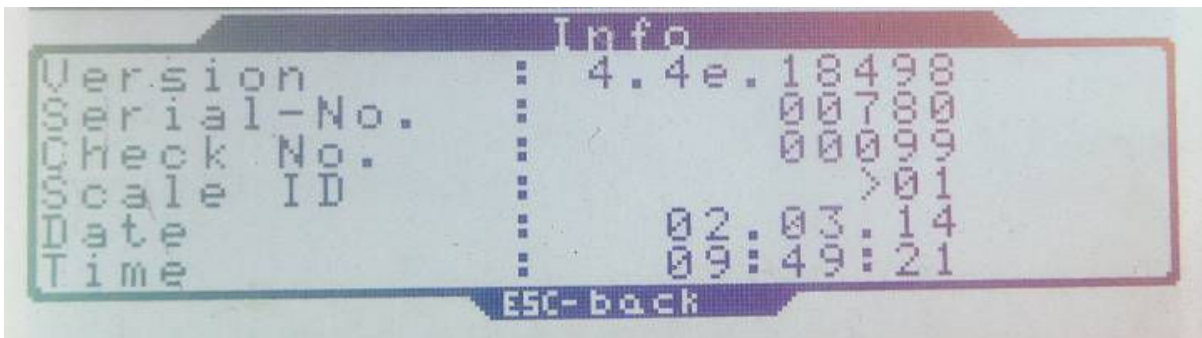 Info
Version : 4.4e.18498
Serial-No. : 00780
Check No. : 00099
Scale ID : >01
Date : 02.03.14
Time : 09:49:21
ESC-back